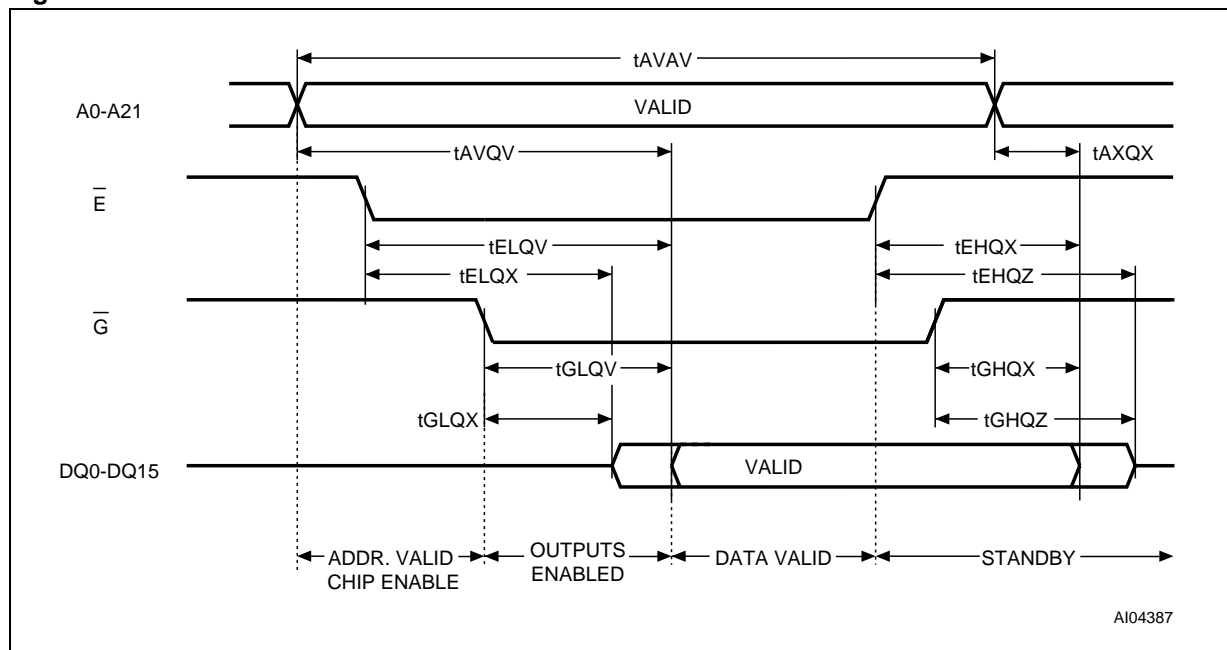 tAVAV
A0-A21
VALID
tAVQV
tAXQX
E
tELQV
tEHQX
tELQX
tEHQZ
G
tGLQV
tGHQX
tGLQX
tGHQZ
DQ0-DQ15
VALID
ADDR. VALID
CHIP ENABLE
OUTPUTS
ENABLED
DATA VALID
STANDBY
AI04387